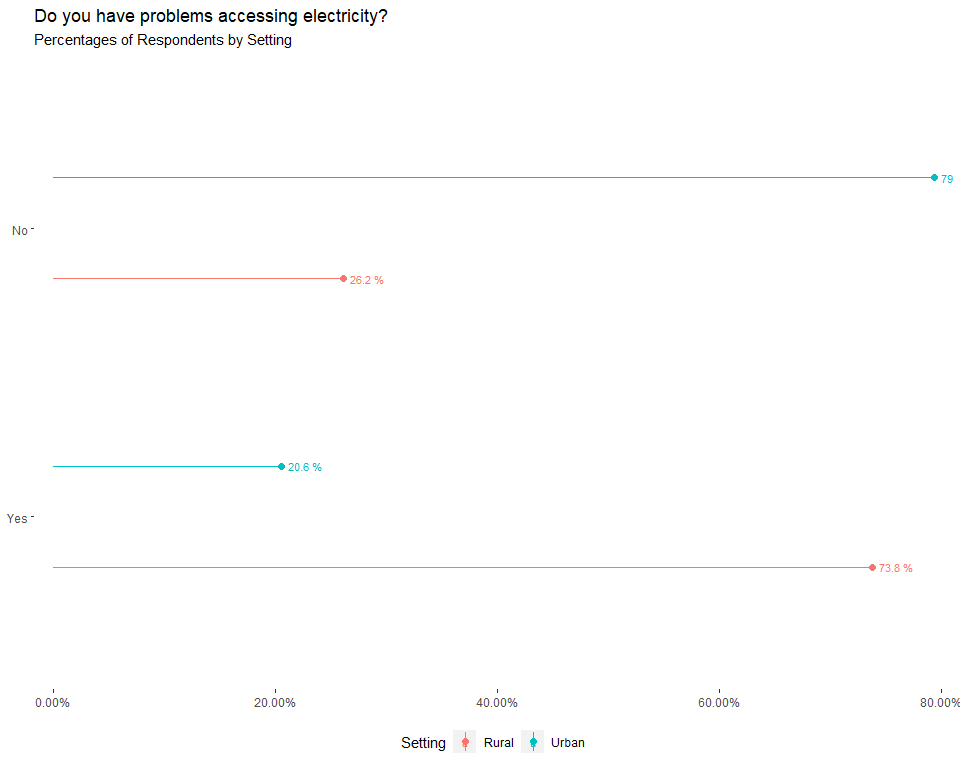 Do you have problems accessing electricity?
Percentages of Respondents by Setting
79
No
26.2 %
20.6 %
Yes
73.8 %
0.00% 20.00% 40.00% 60.00% 80.00%
Setting Rural Urban